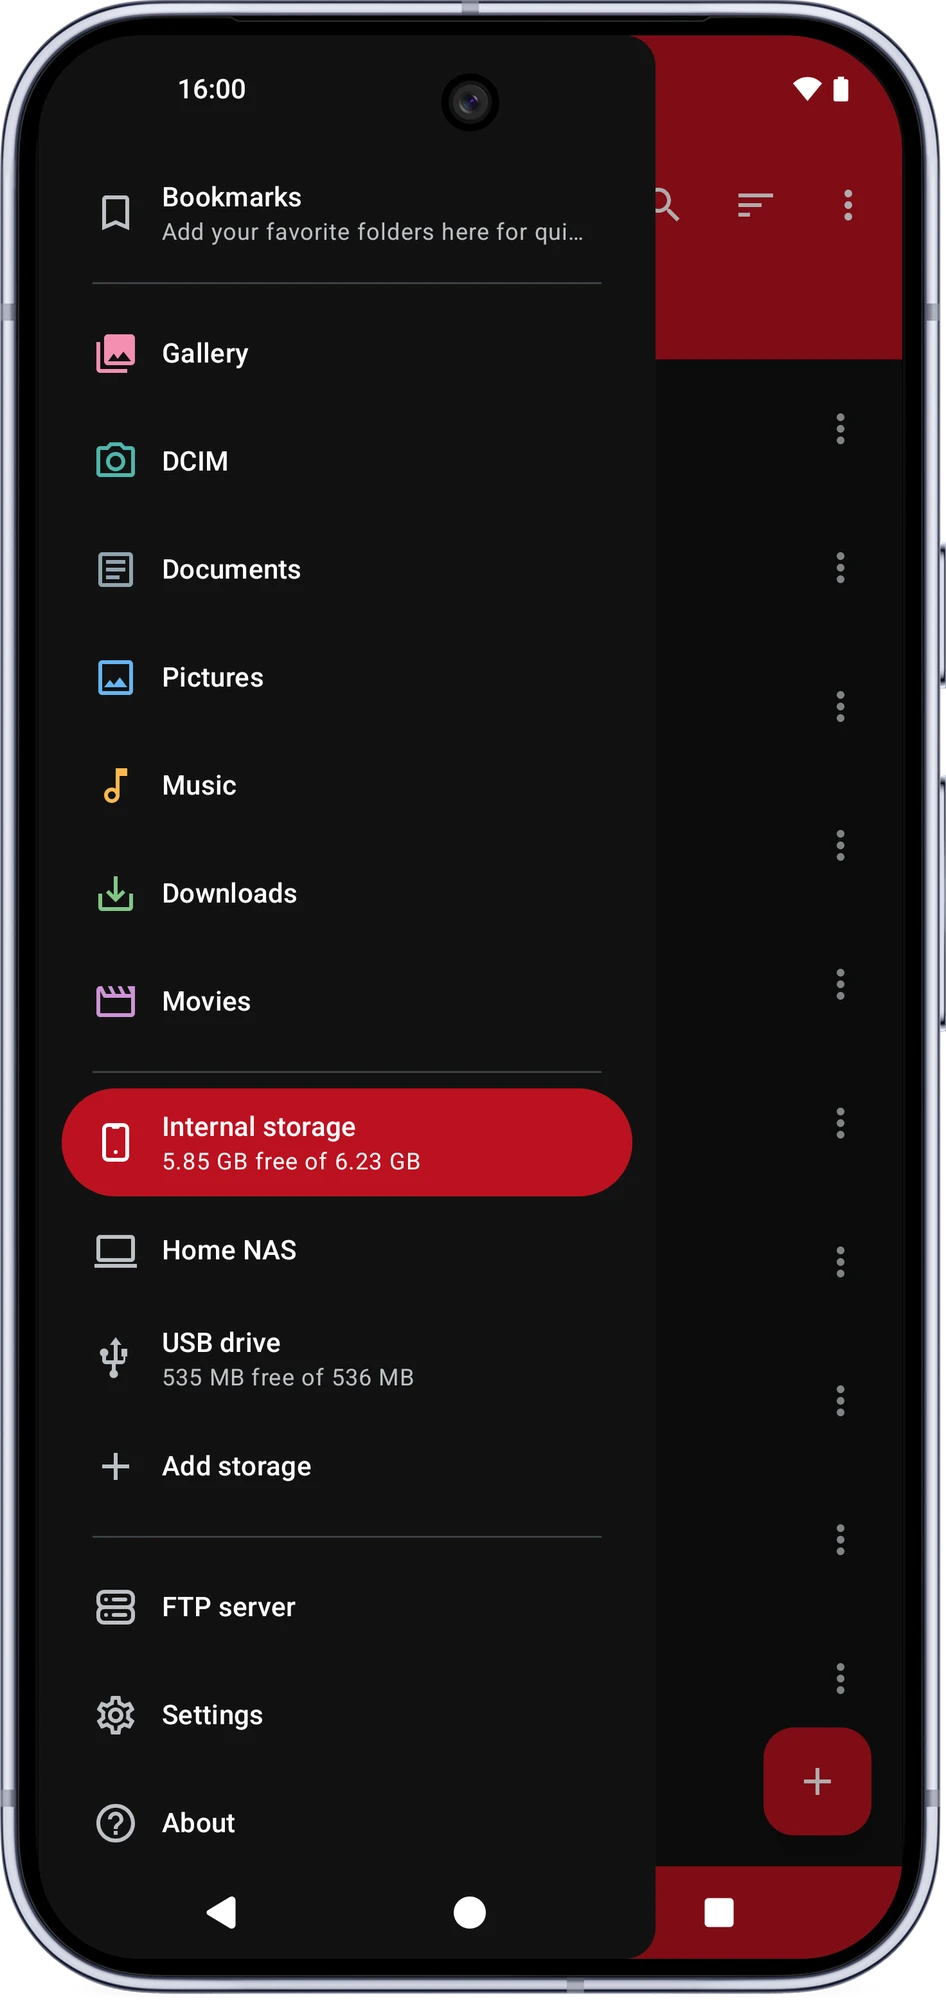 16:00
Bookmarks
Add your favorite folders here for qui...
Gallery
DCIM
Documents
Pictures
Music
Downloads
Movies
Internal storage
5.85 GB free of 6.23 GB
Home NAS
USB drive
535 MB free of 536 MB
Add storage
FTP server
Settings
About